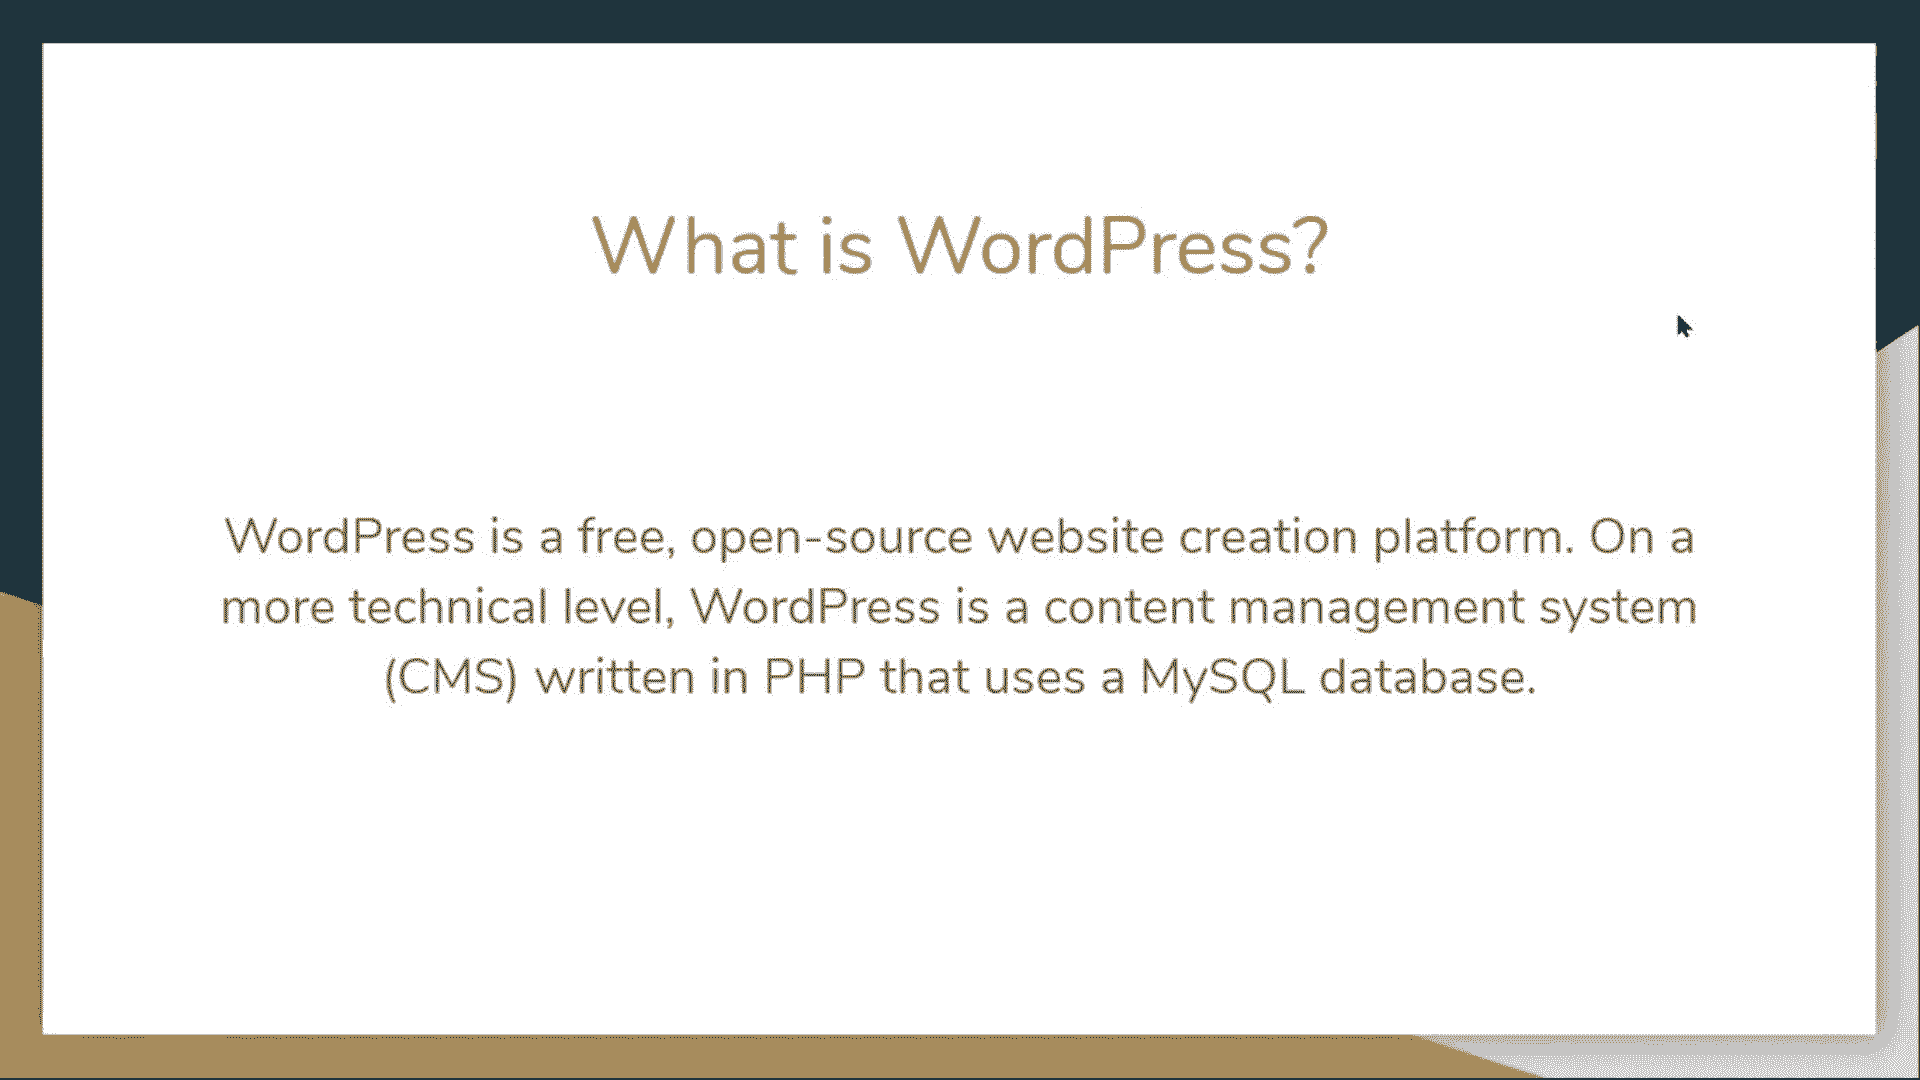 What is WordPress?
WordPress is a free, open-source website creation platform. On a
more technical level, WordPress is a content management system
(CMS) written in PHP that uses a MySQL database.